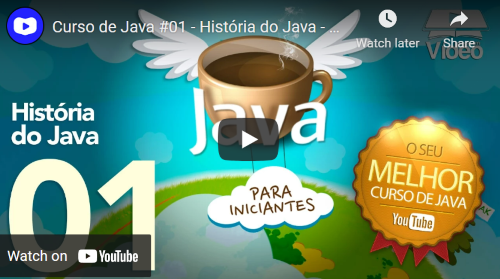 Curso de Java #01 - História do Java - ...
Watch later
Share
Vídeo
História
do Java
01
Java
PARA
INICIANTES
O SEU
MELHOR
CURSO DE JAVA
YouTube
Watch on YouTube